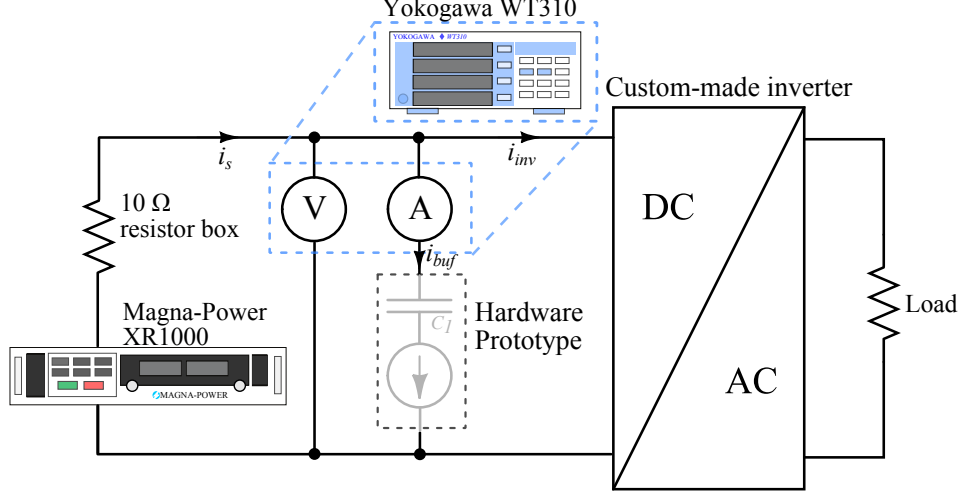 Yokogawa WT310
YOKOGAWA ♦ WT310
Custom-made inverter
i_s
i_inv
10 Ω
resistor box
V
A
DC
i_buf
Magna-Power
XR1000
C_1
Hardware
Prototype
Load
MAGNA-POWER
AC